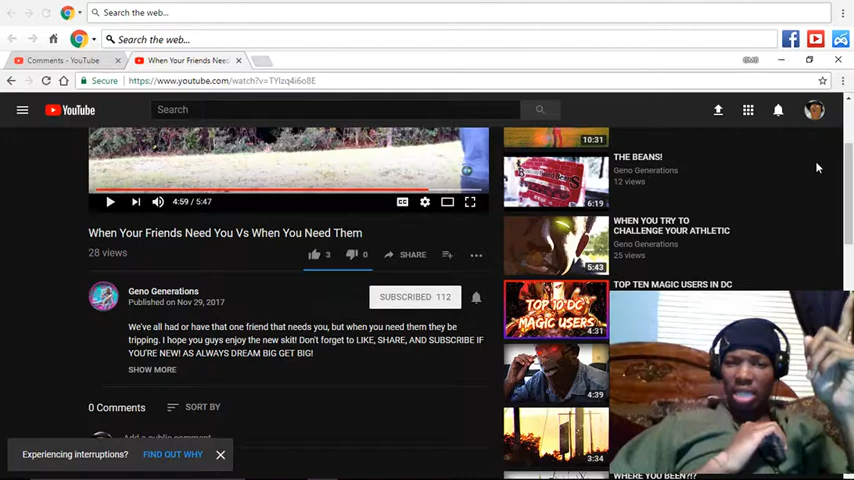 Search the web...
Search the web...
Comments - YouTube
When Your Friends Need
Secure
https://www.youtube.com/watch?v=TYlzq4i6o8E
YouTube
Search
10:31
THE BEANS!
Geno Generations
12 views
6:19
4:59 / 5:47
When Your Friends Need You Vs When You Need Them
28 views
3
0
SHARE
WHEN YOU TRY TO
CHALLENGE YOUR ATHLETIC
Geno Generations
25 views
5:43
Geno Generations
Published on Nov 29, 2017
SUBSCRIBED 112
TOP TEN MAGIC USERS IN DC
TOP 10 DC
MAGIC USERS
4:31
We've all had or have that one friend that needs you, but when you need them they be
tripping. I hope you guys enjoy the new skit! Don't forget to LIKE, SHARE, AND SUBSCRIBE IF
YOU'RE NEW! AS ALWAYS DREAM BIG GET BIG!
SHOW MORE
4:39
0 Comments
SORT BY
Add a public comment...
Experiencing interruptions?
FIND OUT WHY
3:34
WHERE YOU BEEN?!?